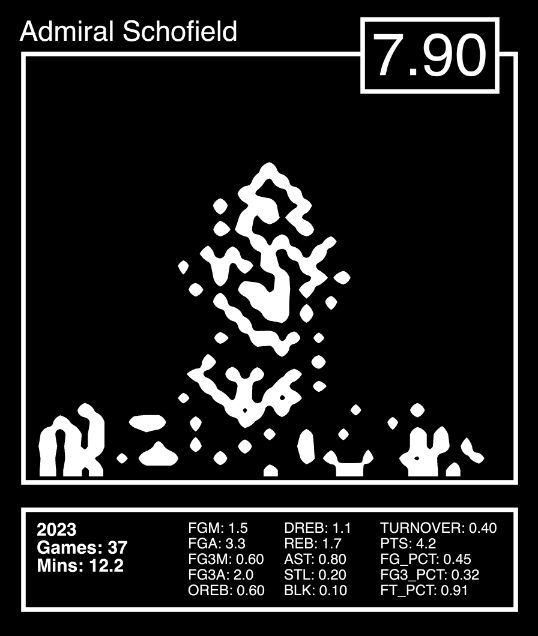 Admiral Schofield
7.90
2023
Games: 37
Mins: 12.2
FGM: 1.5
FGA: 3.3
FG3M: 0.60
FG3A: 2.0
OREB: 0.60
DREB: 1.1
REB: 1.7
AST: 0.80
STL: 0.20
BLK: 0.10
TURNOVER: 0.40
PTS: 4.2
FG_PCT: 0.45
FG3_PCT: 0.32
FT_PCT: 0.91